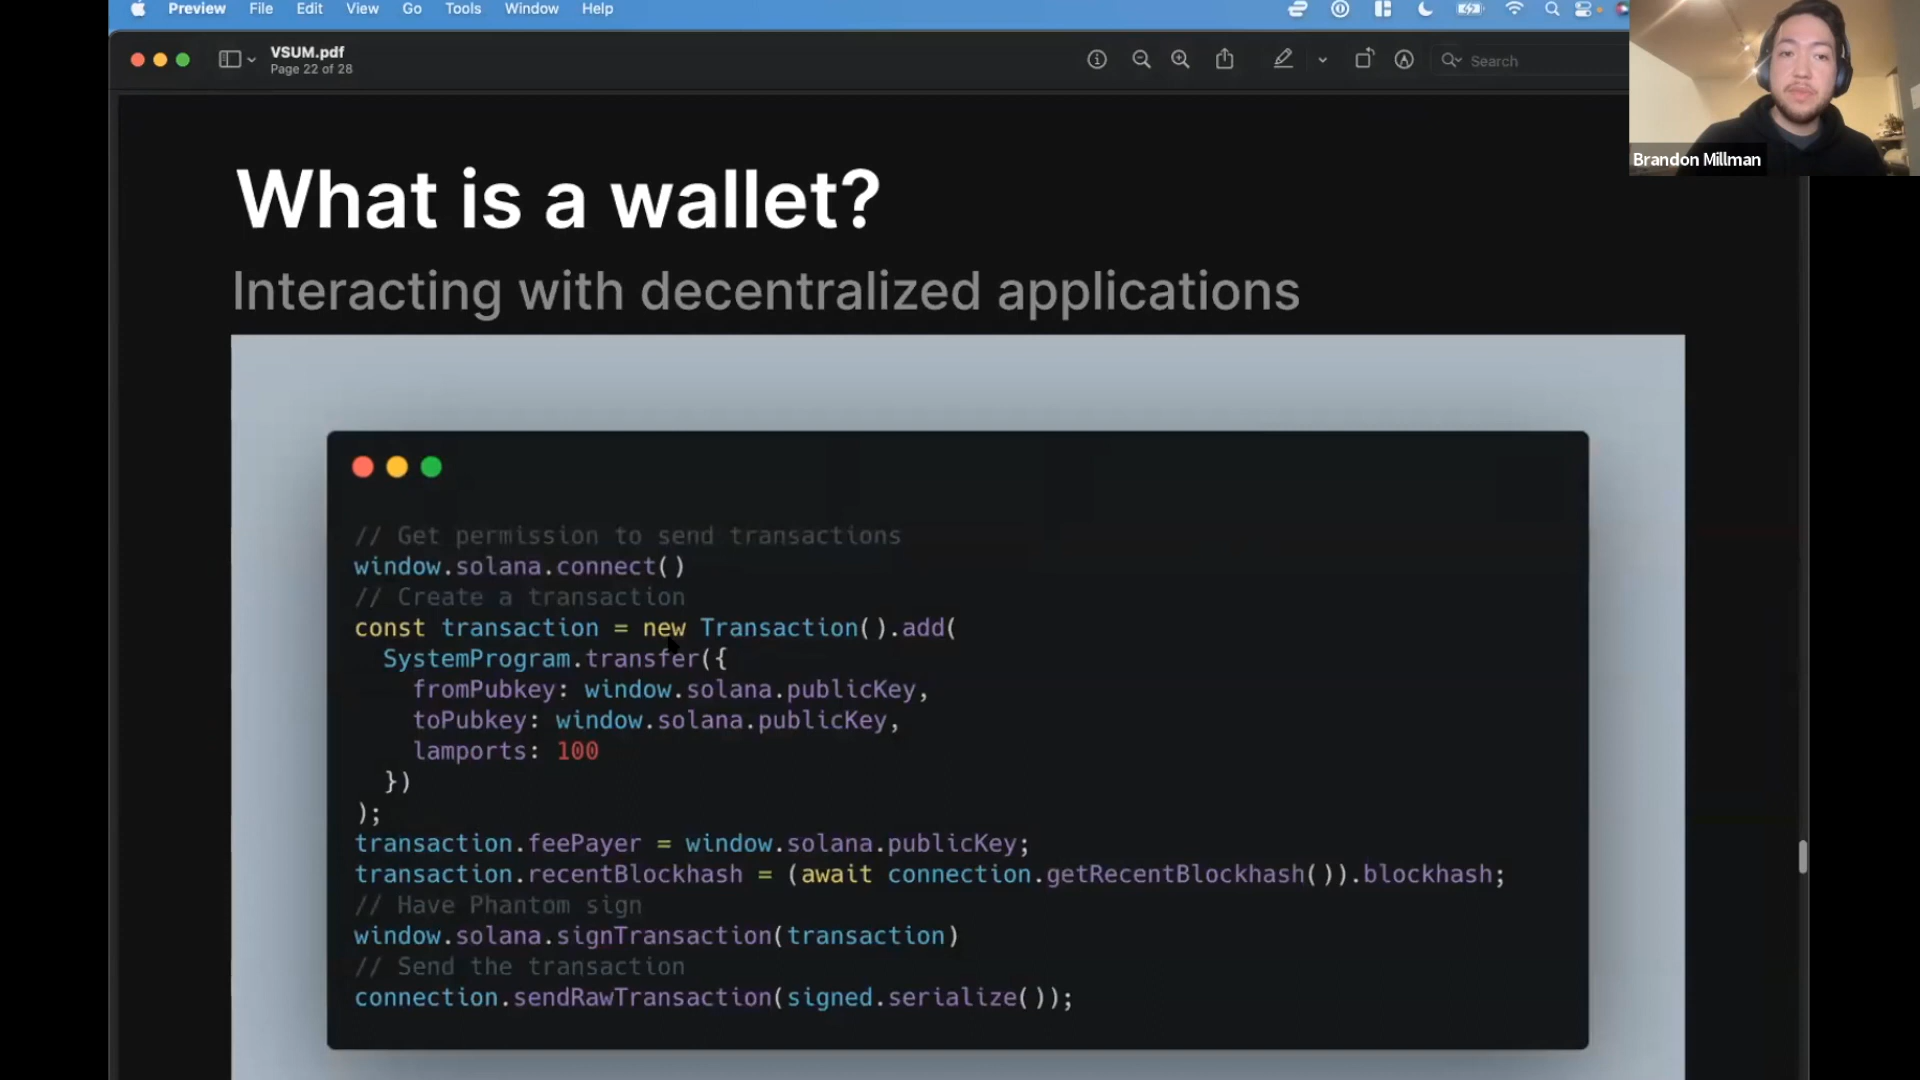 Preview File Edit View Go Tools Window Help
VSUM.pdf
Page 22 of 28
Search
Brandon Millman
What is a wallet?
Interacting with decentralized applications
// Get permission to send transactions
window.solana.connect()
// Create a transaction
const transaction = new Transaction().add(
  SystemProgram.transfer({
    fromPubkey: window.solana.publicKey,
    toPubkey: window.solana.publicKey,
    lamports: 100
  })
);
transaction.feePayer = window.solana.publicKey;
transaction.recentBlockhash = (await connection.getRecentBlockhash()).blockhash;
// Have Phantom sign
window.solana.signTransaction(transaction)
// Send the transaction
connection.sendRawTransaction(signed.serialize());